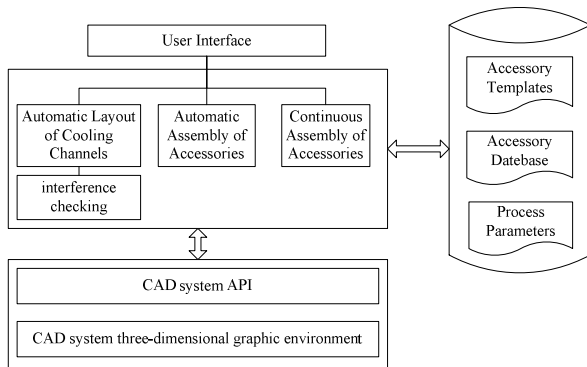 User Interface
Automatic Layout
of Cooling
Channels
Automatic
Assembly of
Accessories
Continuous
Assembly of
Accessories
interference
checking
CAD system API
CAD system three-dimensional graphic environment
Accessory
Templates
Accessory
Datebase
Process
Parameters